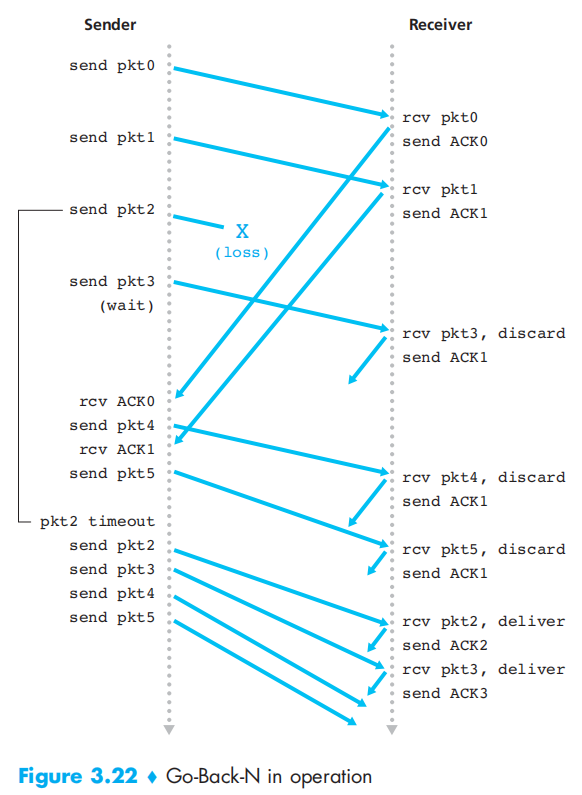 Sender
Receiver
send pkt0
rcv pkt0
send ACK0
send pkt1
rcv pkt1
send ACK1
send pkt2
X
(loss)
send pkt3
(wait)
rcv pkt3, discard
send ACK1
rcv ACK0
send pkt4
rcv ACK1
send pkt5
rcv pkt4, discard
send ACK1
pkt2 timeout
send pkt2
send pkt3
send pkt4
send pkt5
rcv pkt5, discard
send ACK1
rcv pkt2, deliver
send ACK2
rcv pkt3, deliver
send ACK3
Figure 3.22 ♦ Go-Back-N in operation